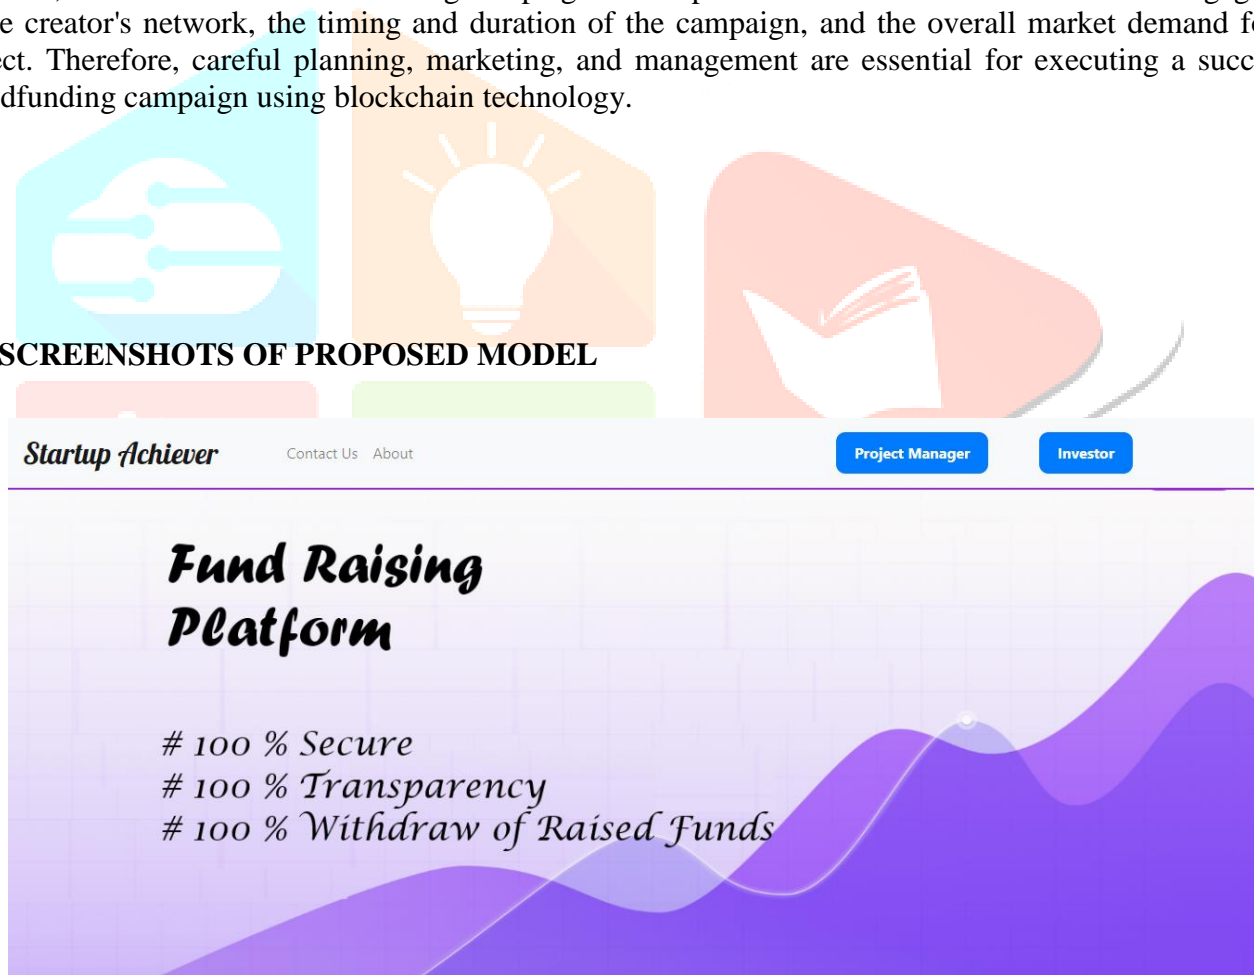 e creator's network, the timing and duration of the campaign, and the overall market demand fo
ect. Therefore, careful planning, marketing, and management are essential for executing a succ
dfunding campaign using blockchain technology.
SCREENSHOTS OF PROPOSED MODEL
Startup Achiever Contact Us About Project Manager Investor
Fund Raising
Platform
# 100 % Secure
# 100 % Transparency
# 100 % Withdraw of Raised Funds